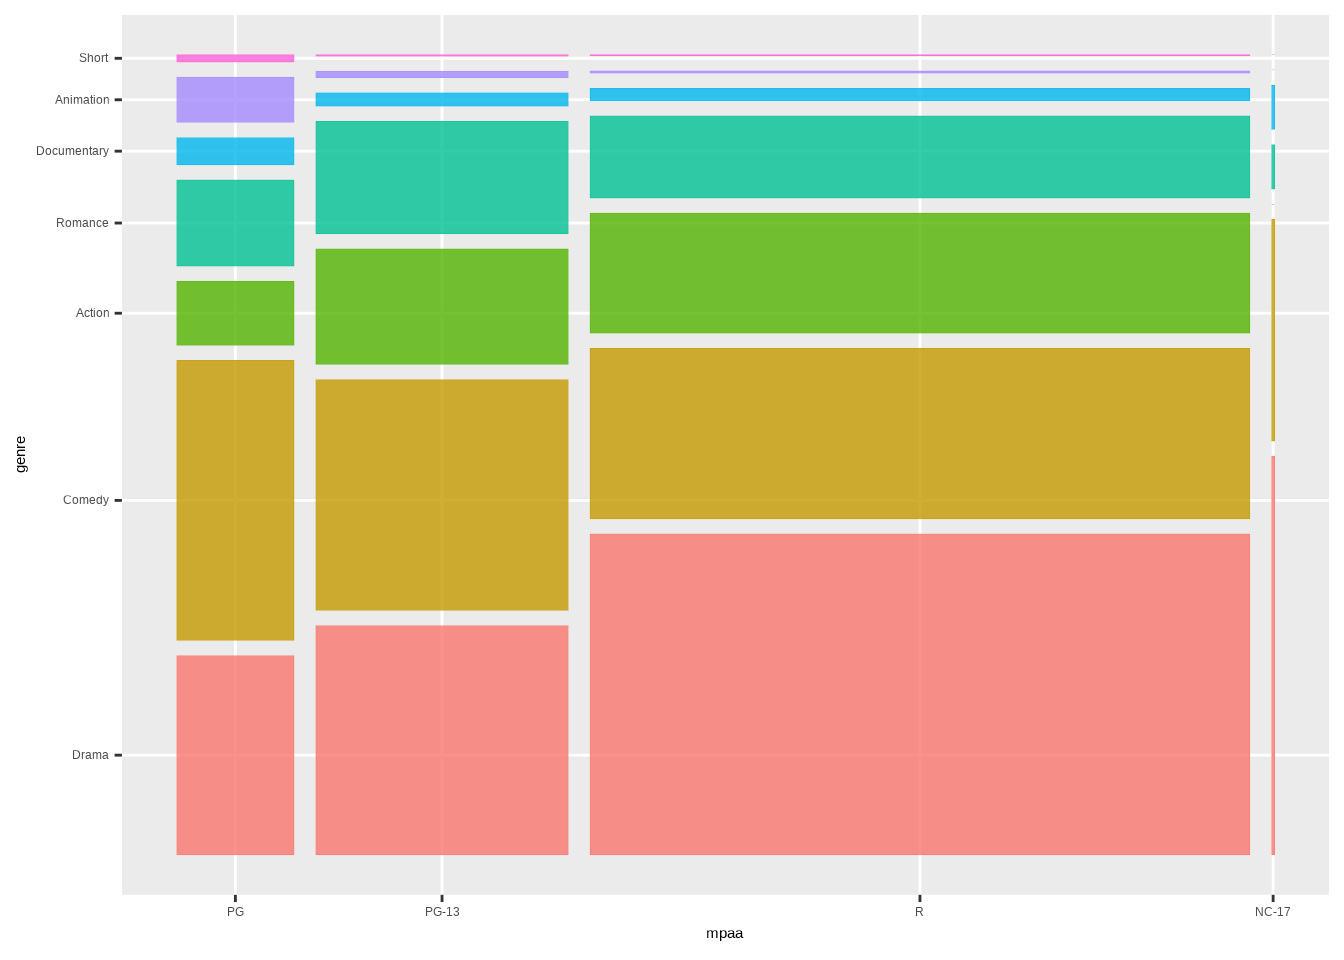 Short
Animation
Documentary
Romance
Action
Comedy
Drama
genre
PG
PG-13
R
NC-17
mpaa